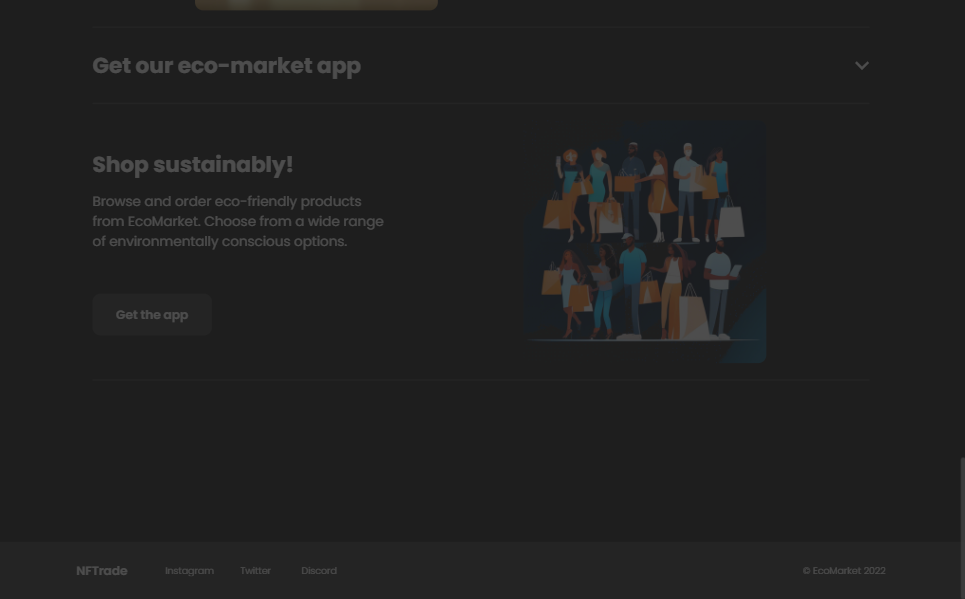 Get our eco-market app
Shop sustainably!
Browse and order eco-friendly products
from EcoMarket. Choose from a wide range
of environmentally conscious options.
Get the app
NFTrade
Instagram
Twitter
Discord
© EcoMarket 2022